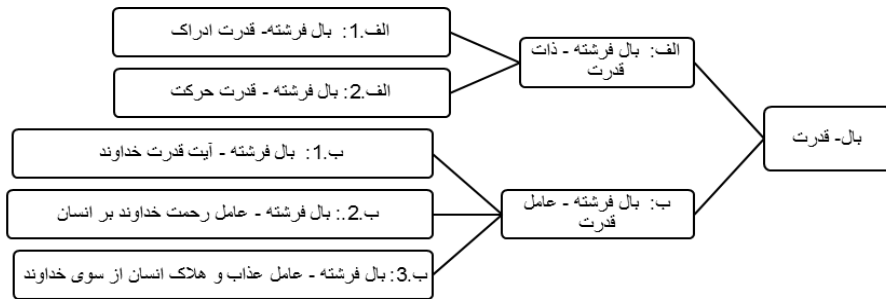 بال- قدرت
الف: بال فرشته - ذات
قدرت
الف.1: بال فرشته- قدرت ادراک
الف.2: بال فرشته - قدرت حرکت
ب: بال فرشته - عامل
قدرت
ب.1: بال فرشته - آیت قدرت خداوند
ب.2.: بال فرشته - عامل رحمت خداوند بر انسان
ب.3: بال فرشته - عامل عذاب و هلاک انسان از سوی خداوند